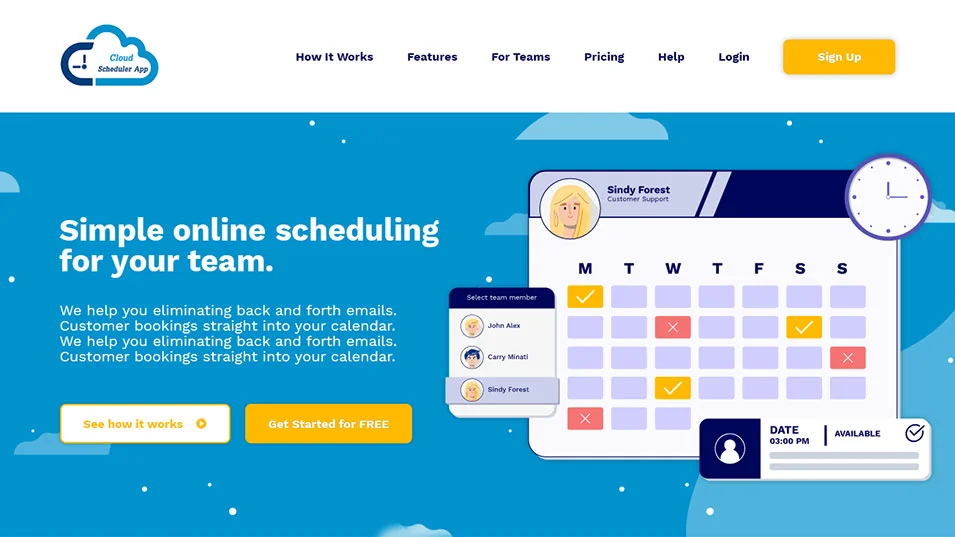 Cloud
Scheduler App
How It Works
Features
For Teams
Pricing
Help
Login
Sign Up
Simple online scheduling
for your team.
We help you eliminating back and forth emails.
Customer bookings straight into your calendar.
We help you eliminating back and forth emails.
Customer bookings straight into your calendar.
See how it works
Get Started for FREE
Sindy Forest
Customer Support
M T W T F S S
Select team member
John Alex
Carry Minati
Sindy Forest
DATE
03:00 PM
AVAILABLE